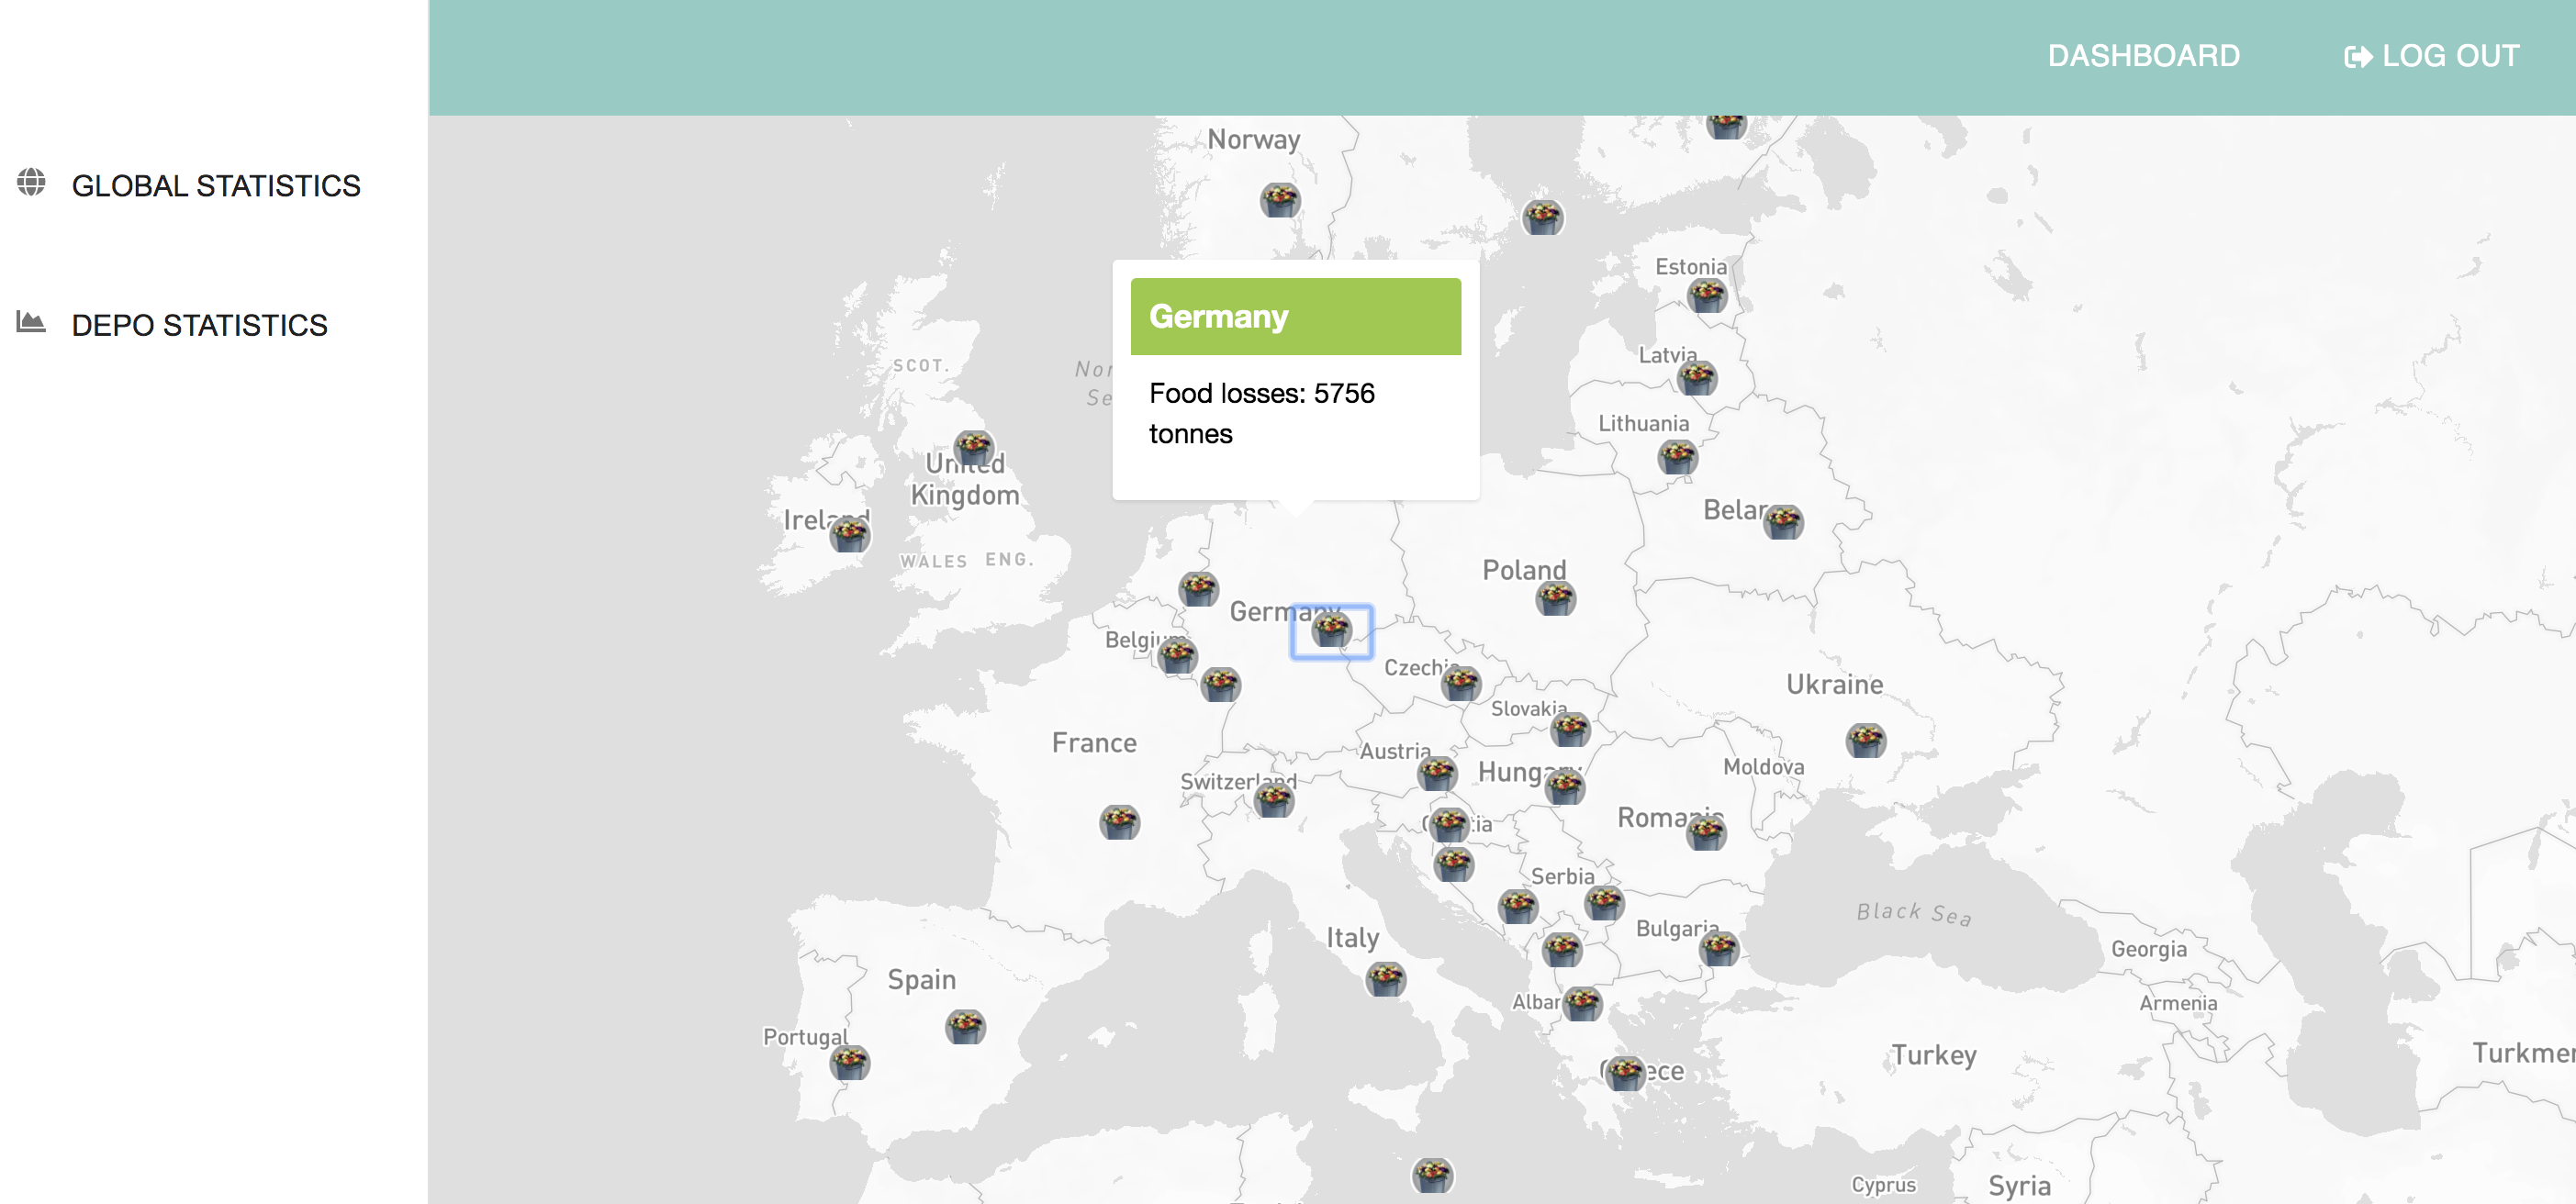 DASHBOARD
LOG OUT
GLOBAL STATISTICS
DEPO STATISTICS
Norway
Estonia
Germany
Latvia
SCOT.
Nor
Se
Food losses: 5756
tonnes
Lithuania
United
Kingdom
Belar
Ireland
WALES ENG.
Poland
Germany
Belgium
Czechia
Ukraine
Slovakia
France
Austria
Hungary
Moldova
Switzerland
Romania
Serbia
Black Sea
Bulgaria
Italy
Georgia
Spain
Albar
Armenia
Portugal
Turkey
Turkmer
ece
Cyprus
Syria